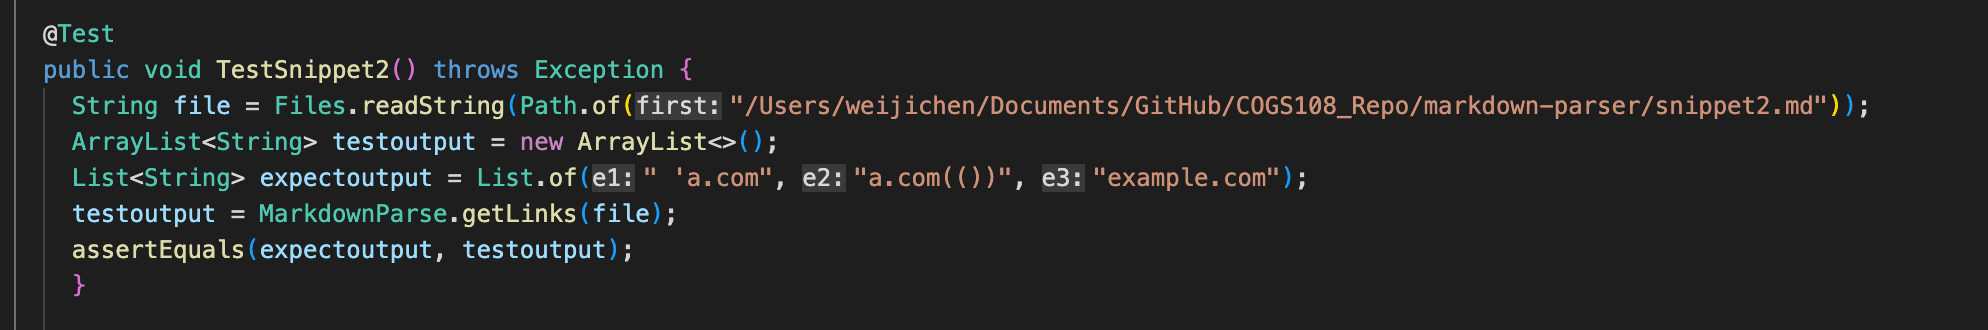 @Test
public void TestSnippet2() throws Exception {
String file = Files.readString(Path.of(first: "/Users/weijichen/Documents/GitHub/COGS108_Repo/markdown-parser/snippet2.md"));
ArrayList<String> testoutput = new ArrayList<>();
List<String> expectoutput = List.of(e1: " 'a.com", e2: "a.com(())", e3: "example.com");
testoutput = MarkdownParse.getLinks(file);
assertEquals(expectoutput, testoutput);
}